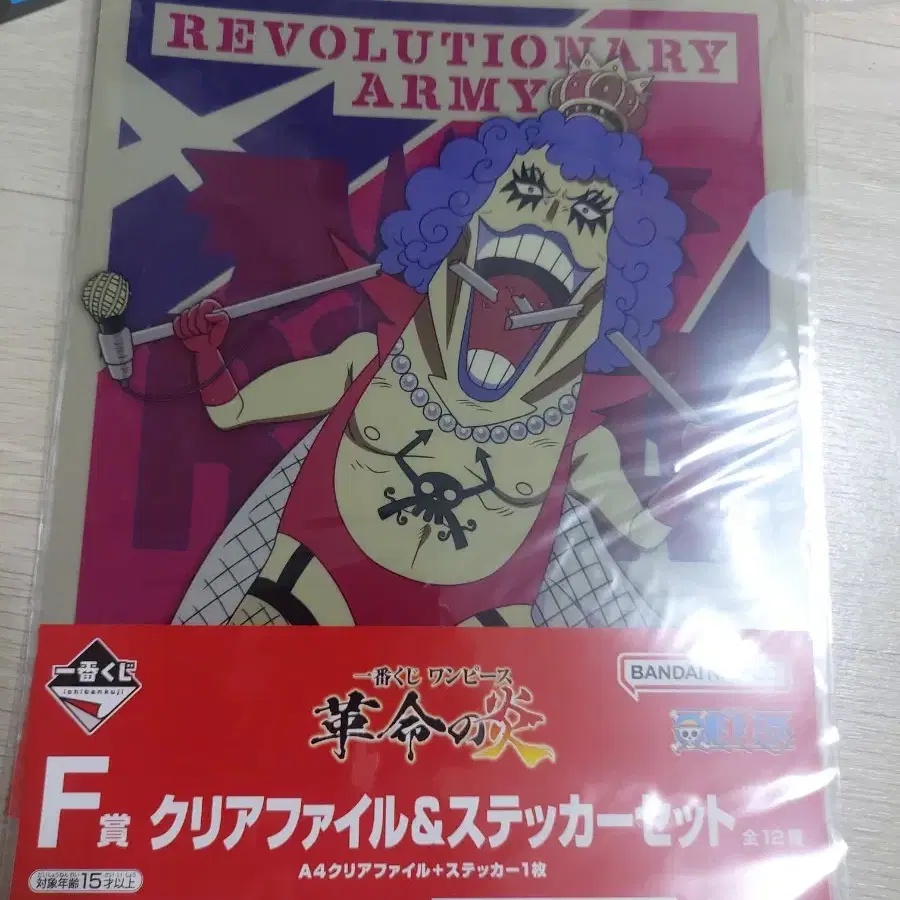 REVOLUTIONARY
ARMY
一番くじ
ichibankuji
一番くじ ワンピース
革命の炎
BANDAI
F賞 クリアファイル&ステッカーセット 全12種
A4クリアファイル+ステッカー1枚
対象年齢15才以上